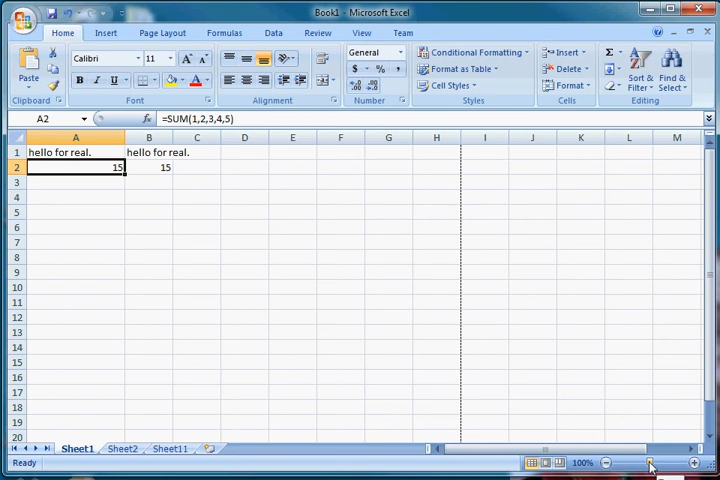 Book1 - Microsoft Excel
Home Insert Page Layout Formulas Data Review View Team
Calibri 11 General Conditional Formatting Insert Σ
Paste B I U A $ % , Format as Table Delete Sort & Filter Find & Select
Cell Styles Format
Clipboard Font Alignment Number Styles Cells Editing
A2 fx =SUM(1,2,3,4,5)
A B C D E F G H I J K L M
1 hello for real. hello for real.
2 15 15
3
4
5
6
7
8
9
10
11
12
13
14
15
16
17
18
19
20
Sheet1 Sheet2 Sheet11
Ready 100%